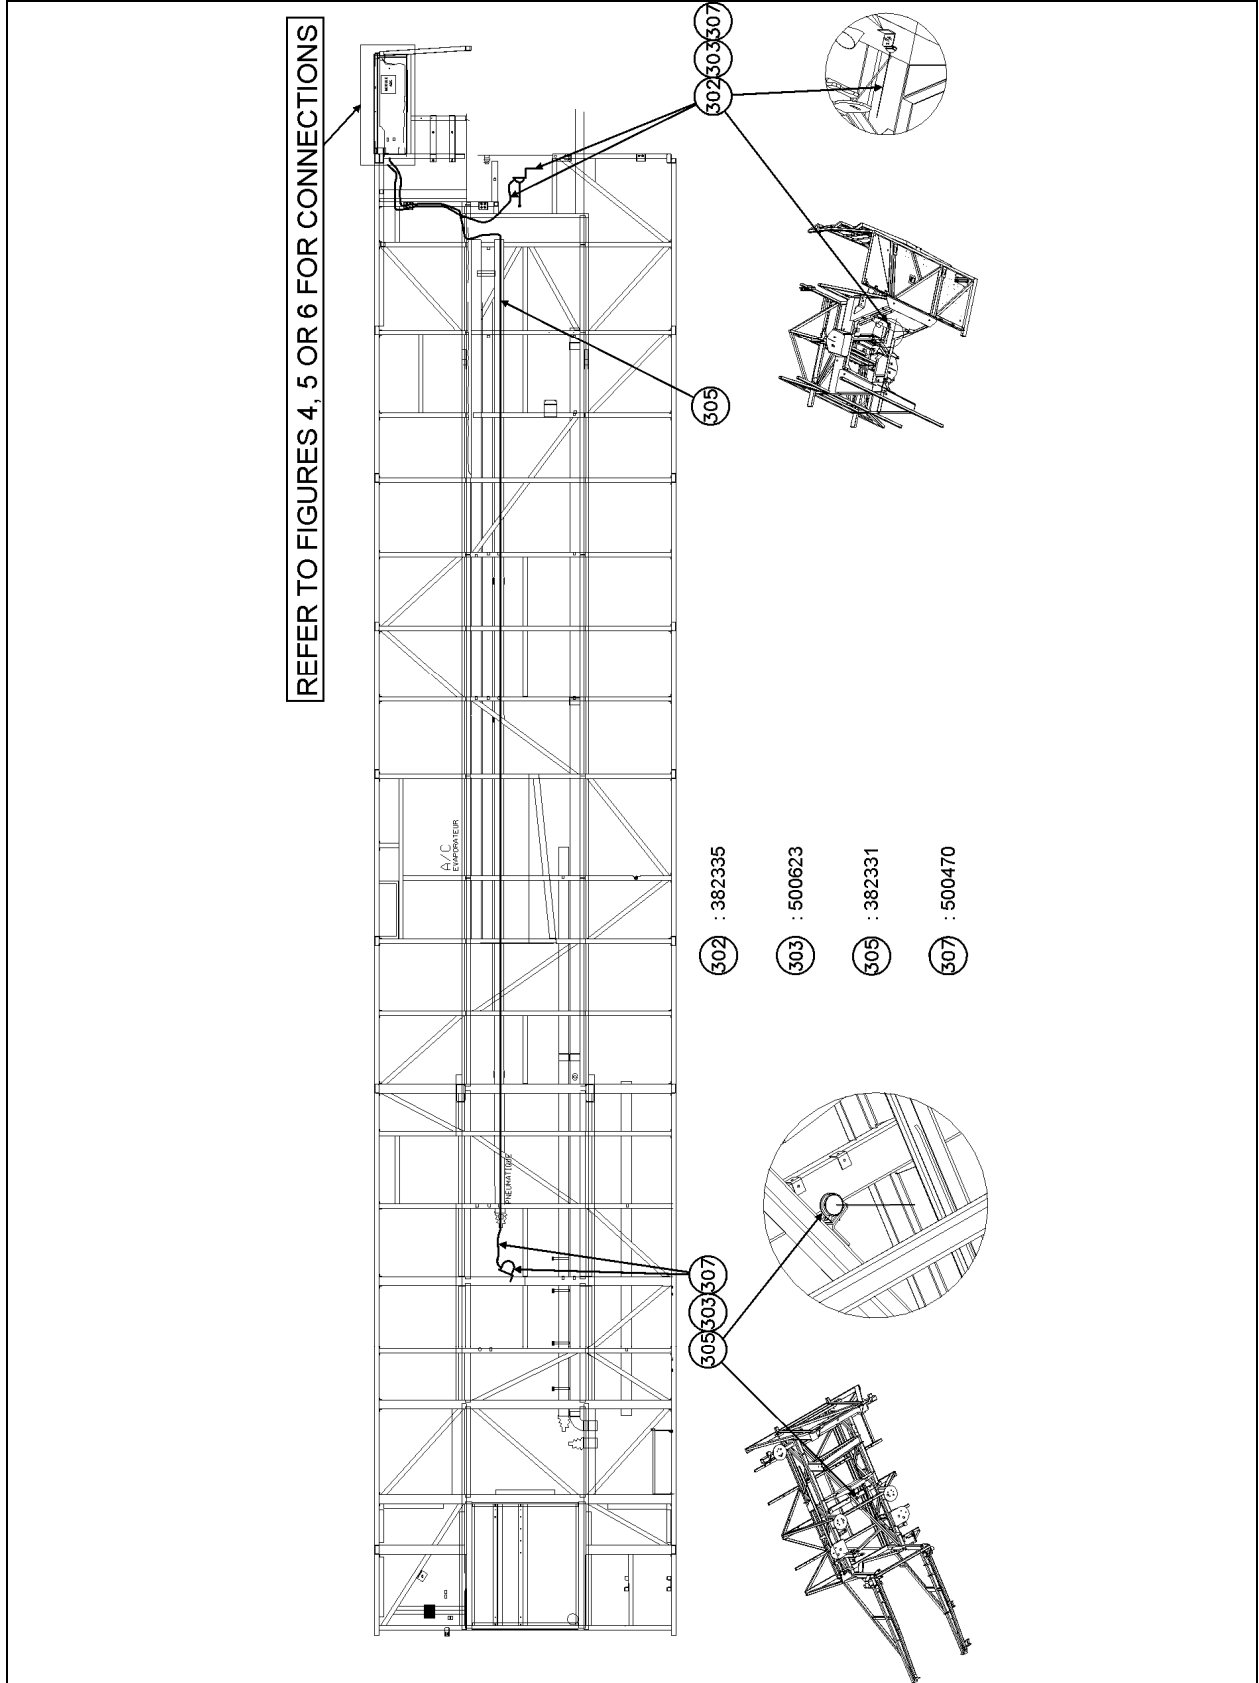 REFER TO FIGURES 4, 5 OR 6 FOR CONNECTIONS
302 303 307
305
A/C
EVAPORATEUR
PNEUMATIQUE
305 303 307
302 : 382335
303 : 500623
305 : 382331
307 : 500470